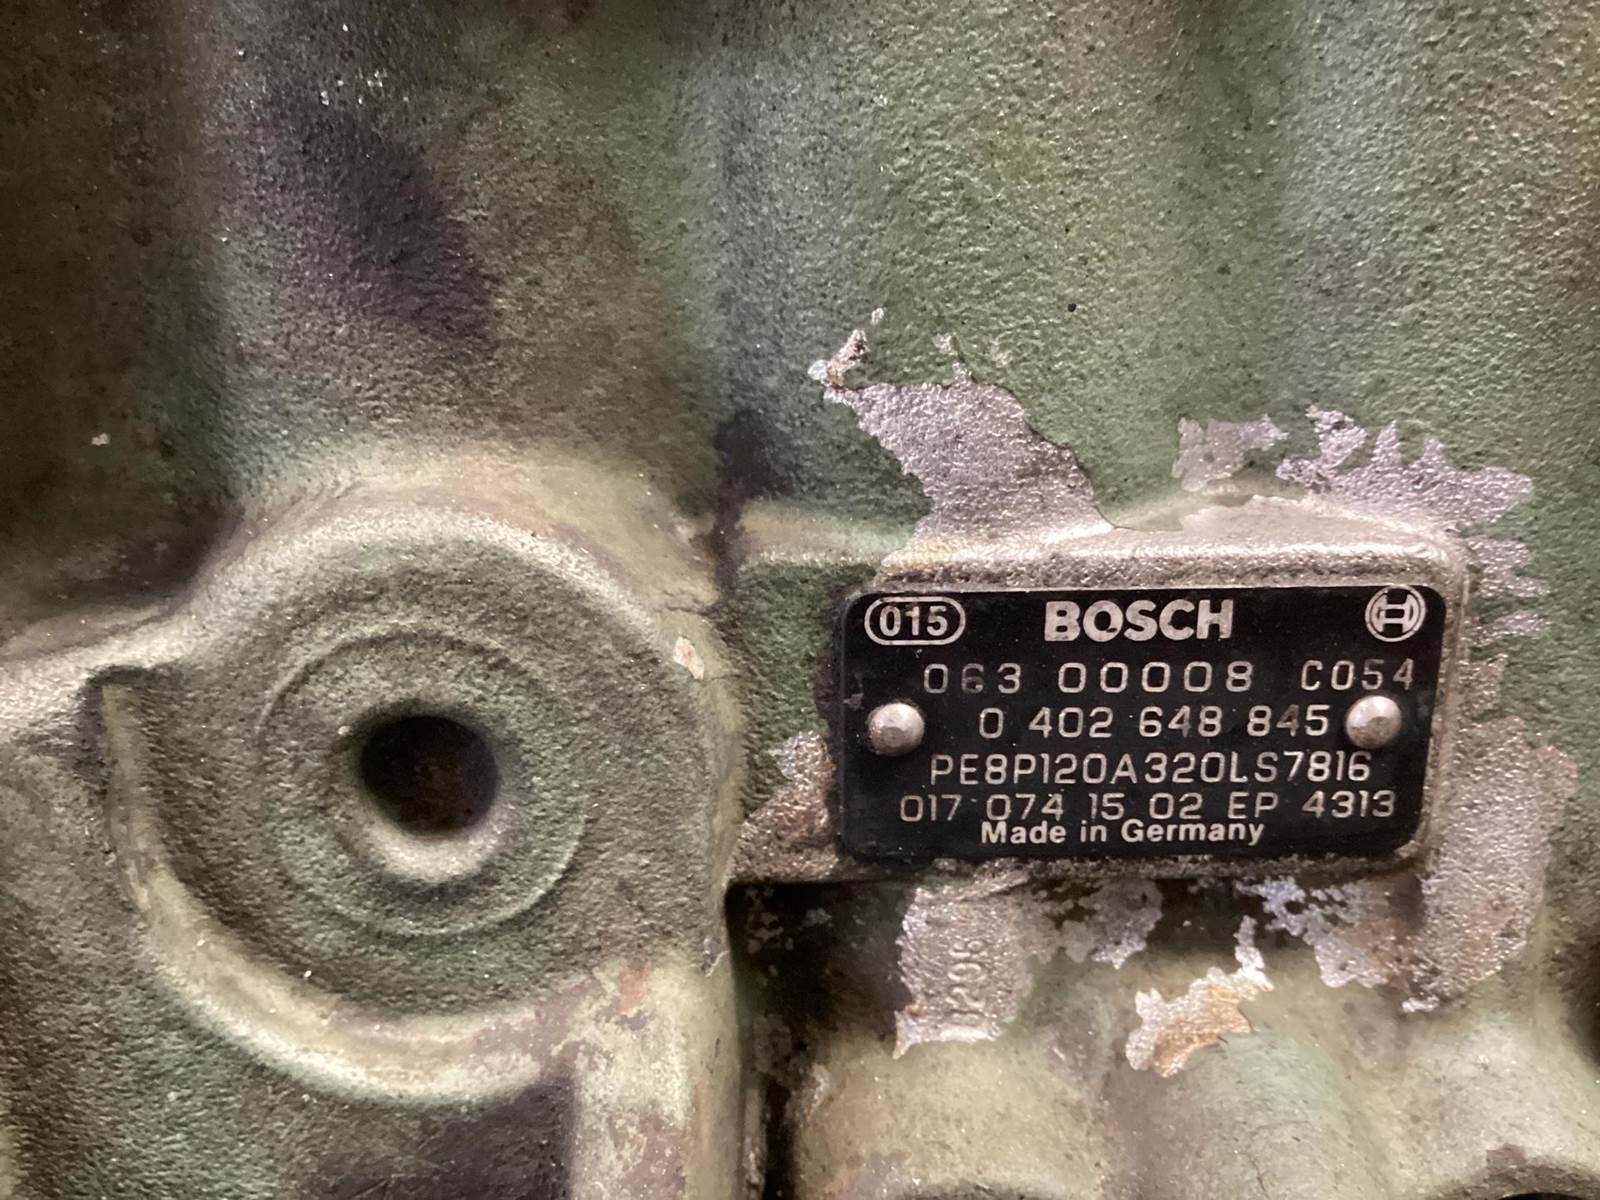 015 BOSCH
063 00008 C054
0 402 648 845
PE8P120A320LS7816
017 074 15 02 EP 4313
Made in Germany